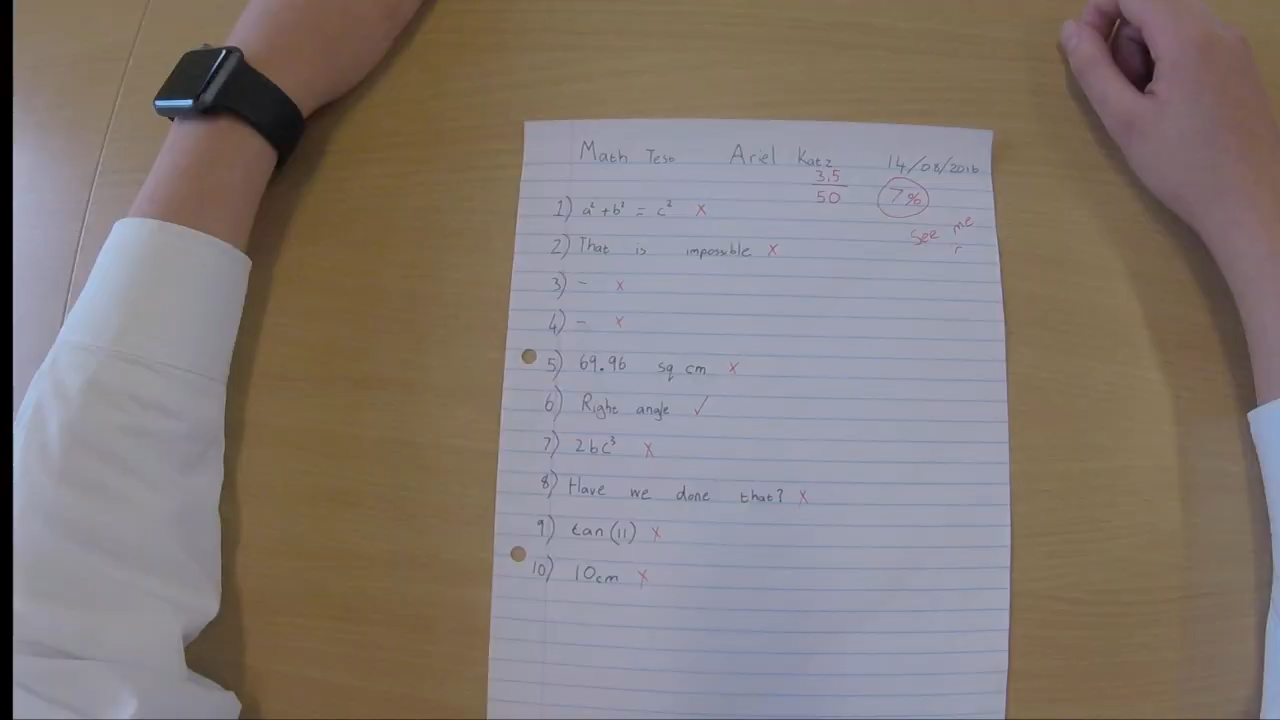 Math Test Ariel Katz 14/08/2016
3,5
50
7%
1) a² + b² = c² x
See me
2) That is impossible x
3) - x
4) - x
5) 69.96 sq cm x
6) Right angle ✓
7) 2bc³ x
8) Have we done that? x
9) tan(11) x
10) 10cm x